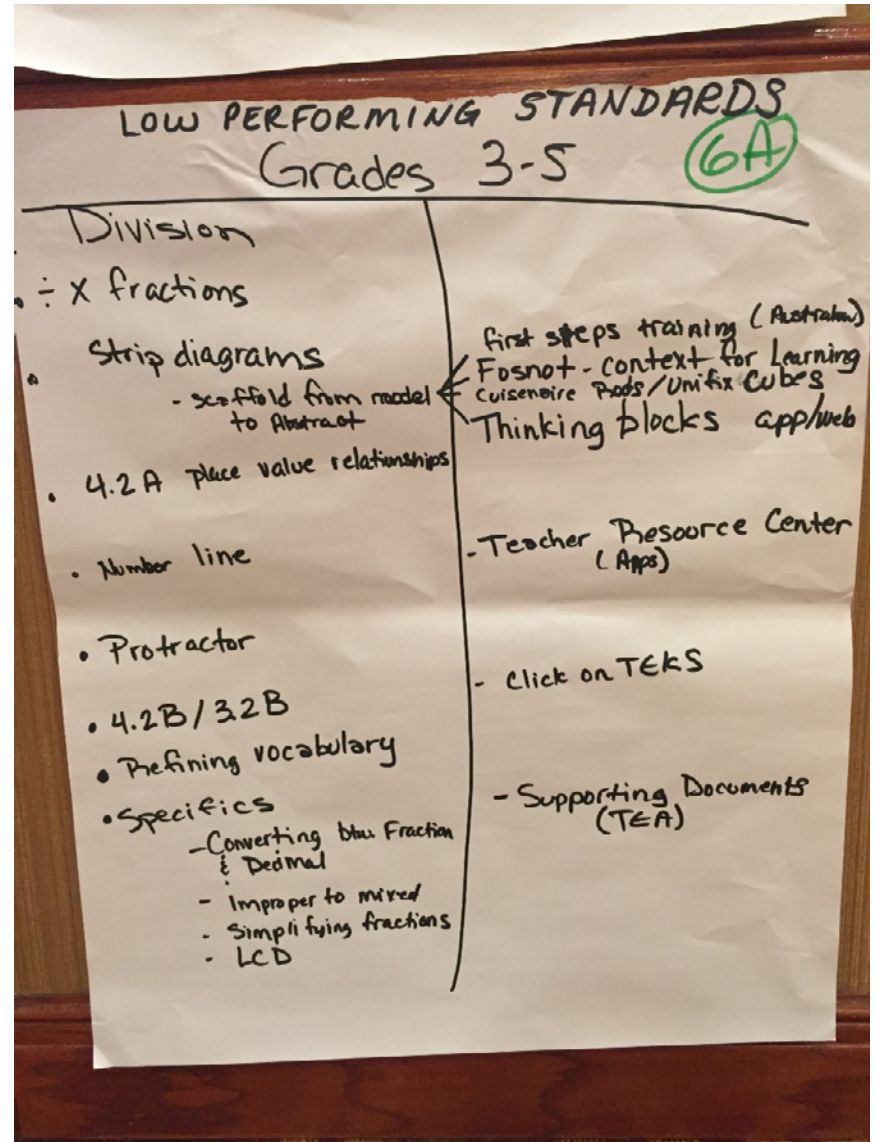 LOW PERFORMING STANDARDS
Grades 3-5
6A
Division
• ÷ X fractions
• Strip diagrams
- scaffold from model
to Abstract
• 4.2A place value relationships
• Number line
• Protractor
• 4.2B / 3.2B
• Refining vocabulary
• Specifics
- Converting btw Fraction
& Decimal
- Improper to mixed
- Simplifying fractions
- LCD
first steps training (Australian)
Fosnot - Context for Learning
Cuisenaire Rods / Unifix Cubes
Thinking blocks app/web
- Teacher Resource Center
(Apps)
- Click on TEKS
- Supporting Documents
(TEA)